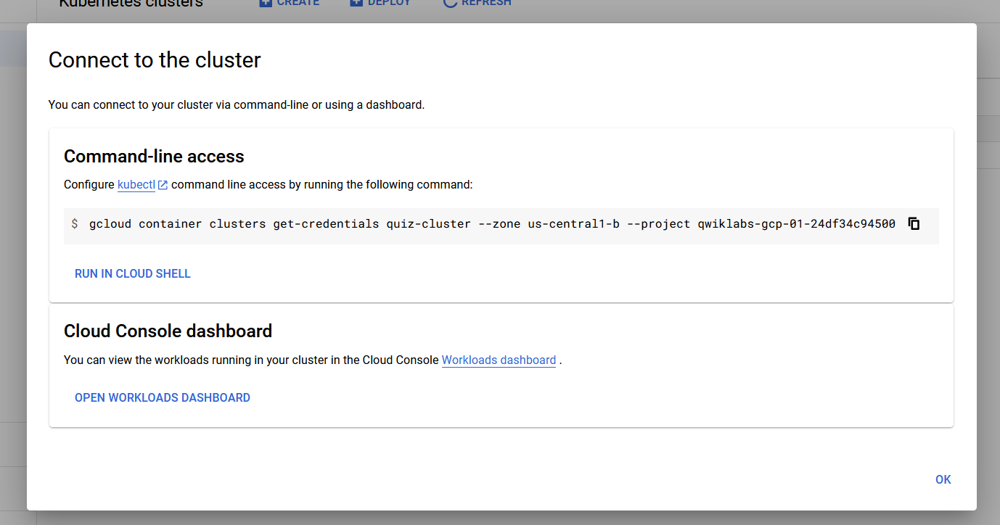 Kubernetes clusters CREATE DEPLOY REFRESH
Connect to the cluster
You can connect to your cluster via command-line or using a dashboard.
Command-line access
Configure kubectl command line access by running the following command:
$ gcloud container clusters get-credentials quiz-cluster --zone us-central1-b --project qwiklabs-gcp-01-24df34c94500
RUN IN CLOUD SHELL
Cloud Console dashboard
You can view the workloads running in your cluster in the Cloud Console Workloads dashboard .
OPEN WORKLOADS DASHBOARD
OK